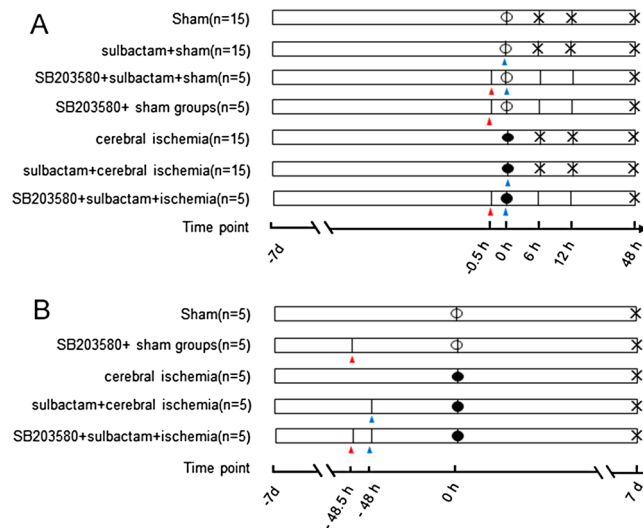 A
Sham(n=15)
sulbactam+sham(n=15)
SB203580+sulbactam+sham(n=5)
SB203580+ sham groups(n=5)
cerebral ischemia(n=15)
sulbactam+cerebral ischemia(n=15)
SB203580+sulbactam+ischemia(n=5)
Time point
-7d
-0.5 h
0 h
6 h
12 h
48 h
B
Sham(n=5)
SB203580+ sham groups(n=5)
cerebral ischemia(n=5)
sulbactam+cerebral ischemia(n=5)
SB203580+sulbactam+ischemia(n=5)
Time point
-7d
- 48.5 h
- 48 h
0 h
7 d